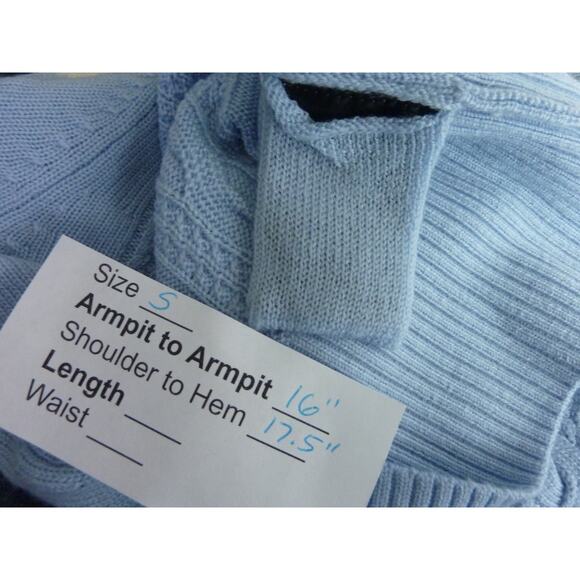 Size S
Armpit to Armpit 16"
Shoulder to Hem 17.5"
Length
Waist